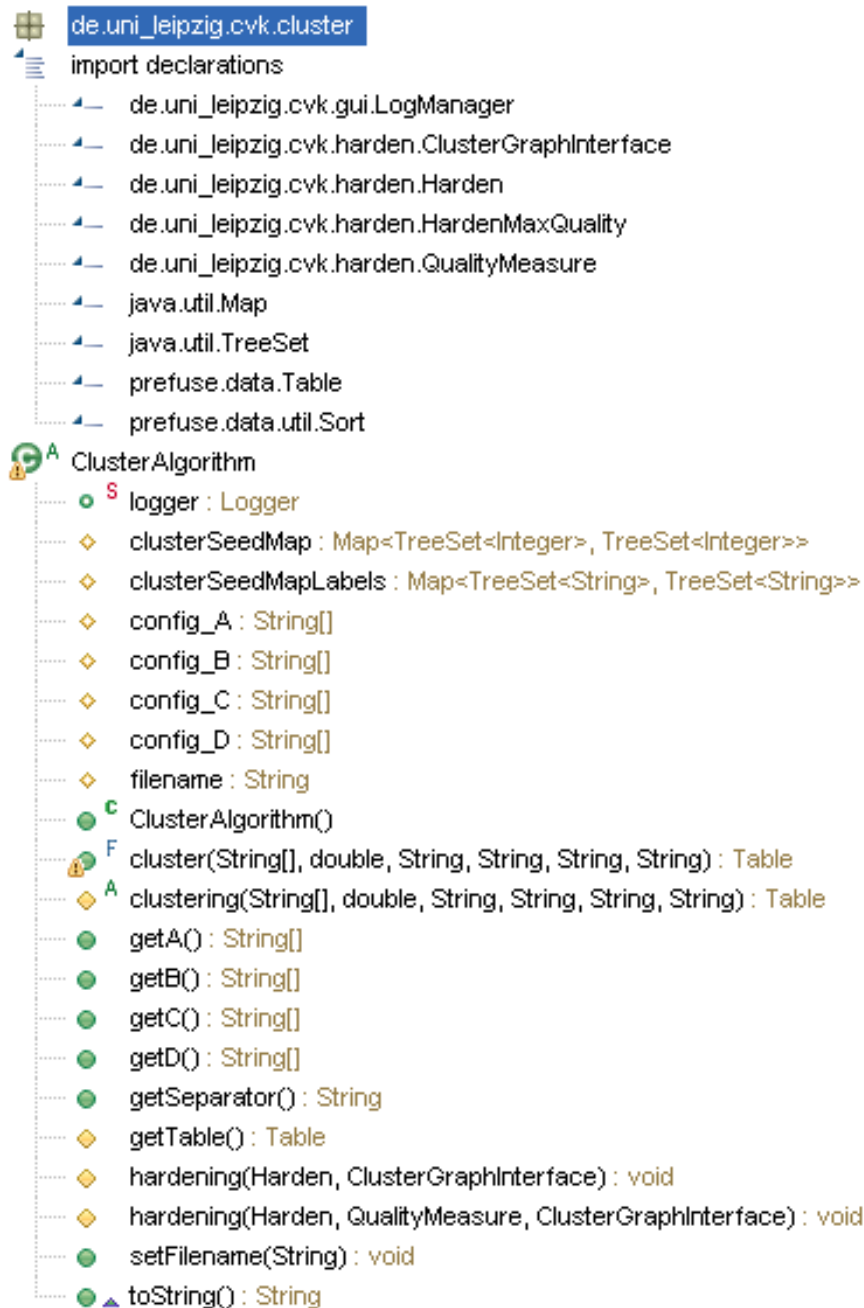 de.uni_leipzig.cvk.cluster
import declarations
de.uni_leipzig.cvk.gui.LogManager
de.uni_leipzig.cvk.harden.ClusterGraphInterface
de.uni_leipzig.cvk.harden.Harden
de.uni_leipzig.cvk.harden.HardenMaxQuality
de.uni_leipzig.cvk.harden.QualityMeasure
java.util.Map
java.util.TreeSet
prefuse.data.Table
prefuse.data.util.Sort
C A ClusterAlgorithm
S logger : Logger
clusterSeedMap : Map<TreeSet<Integer>, TreeSet<Integer>>
clusterSeedMapLabels : Map<TreeSet<String>, TreeSet<String>>
config_A : String[]
config_B : String[]
config_C : String[]
config_D : String[]
filename : String
C ClusterAlgorithm()
F cluster(String[], double, String, String, String, String) : Table
A clustering(String[], double, String, String, String, String) : Table
getA() : String[]
getB() : String[]
getC() : String[]
getD() : String[]
getSeparator() : String
getTable() : Table
hardening(Harden, ClusterGraphInterface) : void
hardening(Harden, QualityMeasure, ClusterGraphInterface) : void
setFilename(String) : void
toString() : String